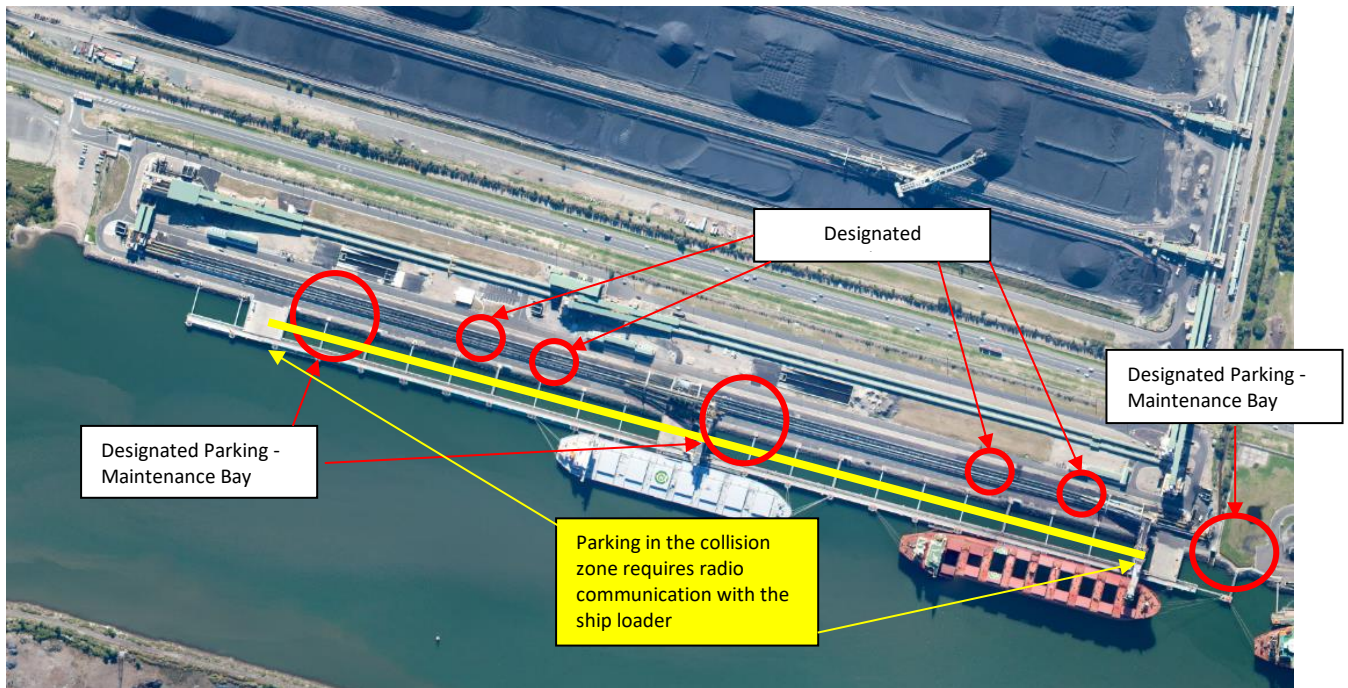 Designated
Designated Parking -
Maintenance Bay
Designated Parking -
Maintenance Bay
Parking in the collision
zone requires radio
communication with the
ship loader